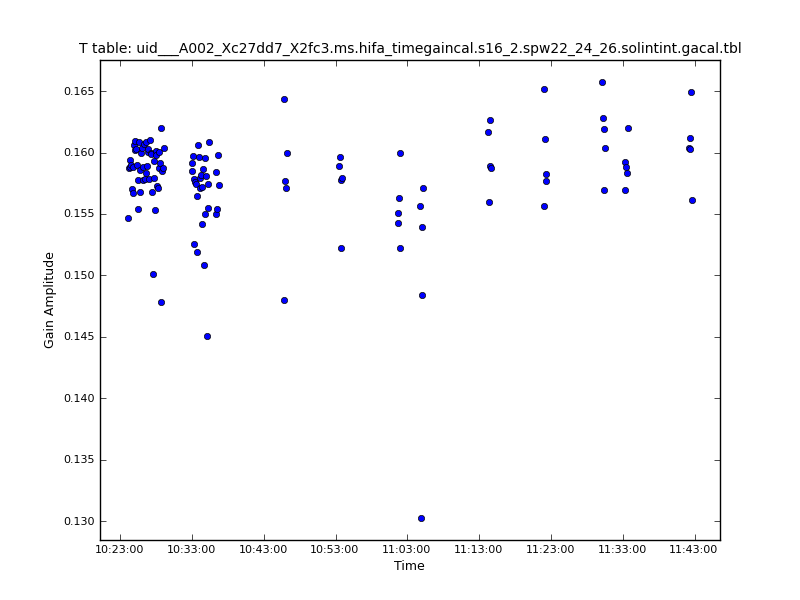 T table: uid___A002_Xc27dd7_X2fc3.ms.hifa_timegaincal.s16_2.spw22_24_26.solintint.gacal.tbl
0.165
0.160
0.155
0.150
0.145
0.140
0.135
0.130
Gain Amplitude
10:23:00 10:33:00 10:43:00 10:53:00 11:03:00 11:13:00 11:23:00 11:33:00 11:43:00
Time